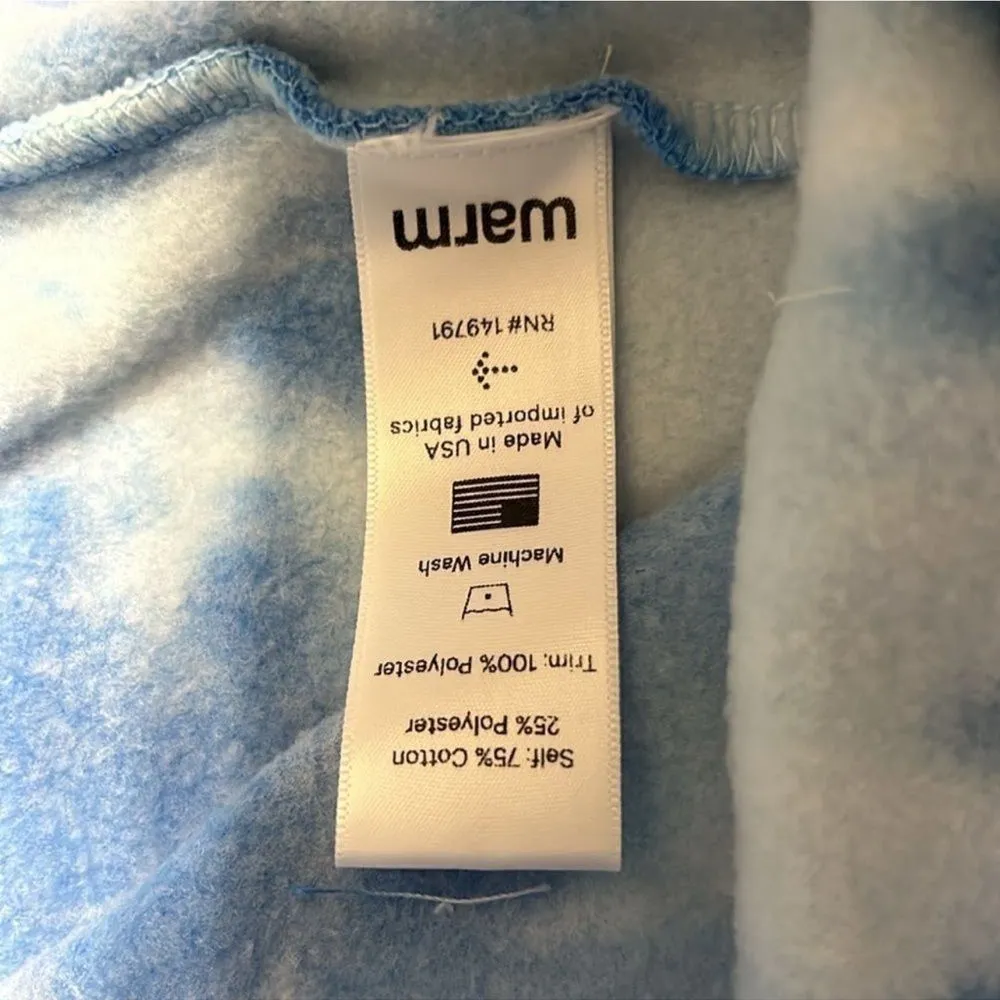 Self: 75% Cotton
25% Polyester
Trim: 100% Polyester
Machine Wash
Made in USA
of imported fabrics
RN#149791
warm